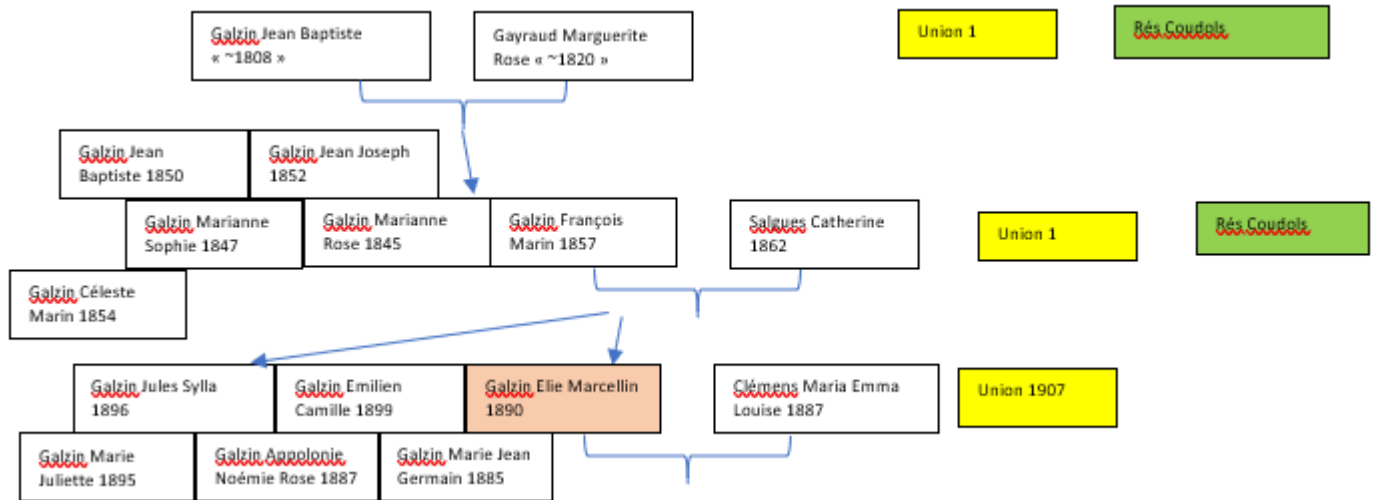 Galzin Jean Baptiste
« ~1808 »
Gayraud Marguerite
Rose « ~1820 »
Union 1
Rés Coudols
Galzin Jean
Baptiste 1850
Galzin Jean Joseph
1852
Galzin Marianne
Sophie 1847
Galzin Marianne
Rose 1845
Galzin François
Marin 1857
Salgues Catherine
1862
Union 1
Rés Coudols
Galzin Céleste
Marin 1854
Galzin Jules Sylla
1896
Galzin Emilien
Camille 1899
Galzin Elie Marcellin
1890
Clémens Maria Emma
Louise 1887
Union 1907
Galzin Marie
Juliette 1895
Galzin Appolonie
Noémie Rose 1887
Galzin Marie Jean
Germain 1885